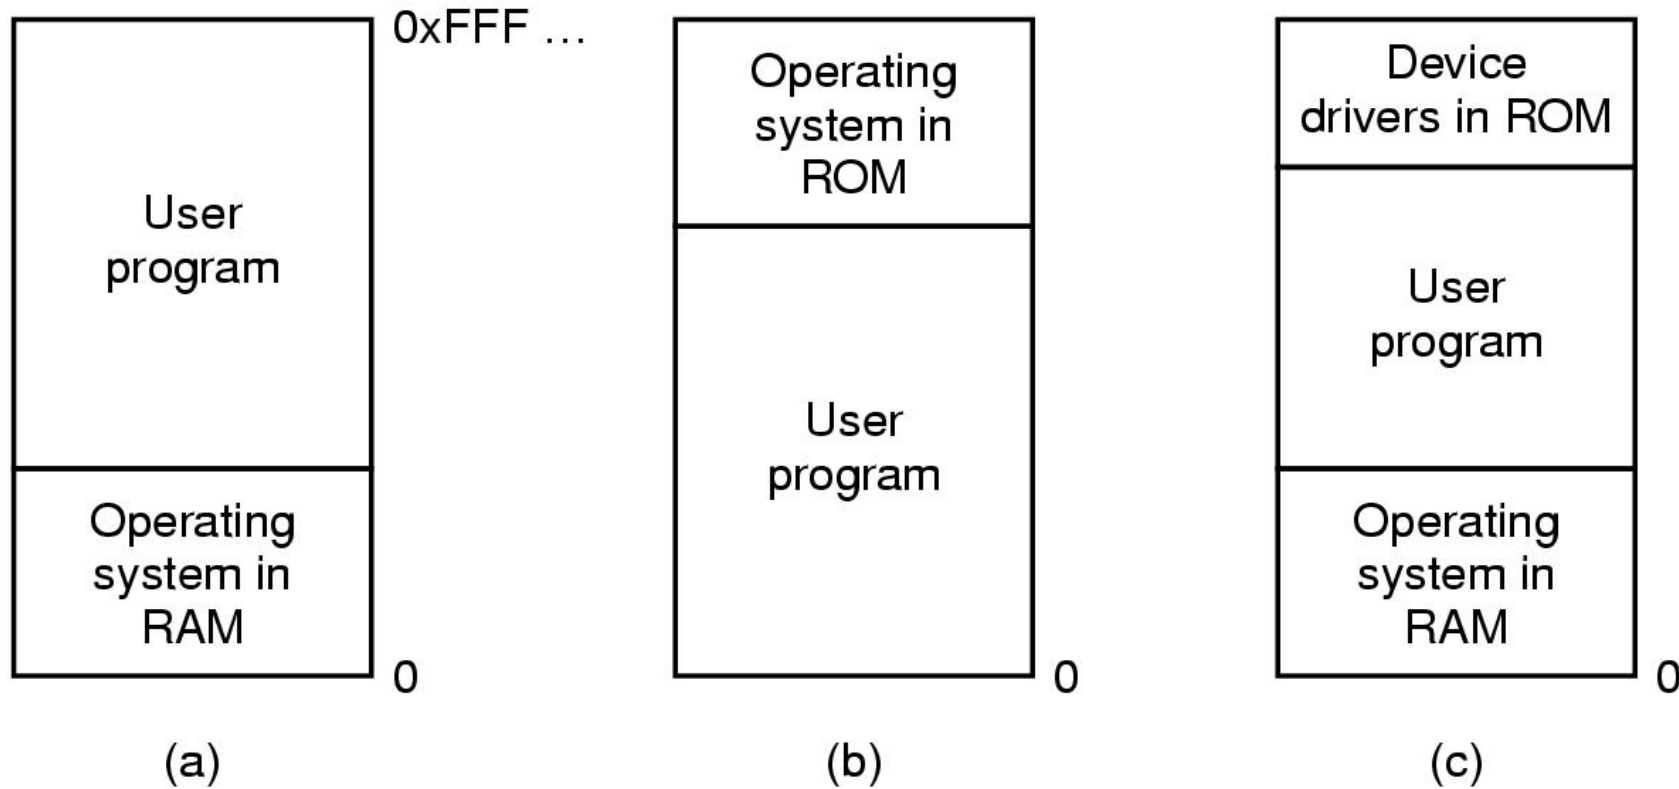 0xFFF …
User
program
Operating
system in
RAM
0
(a)
Operating
system in
ROM
User
program
0
(b)
Device
drivers in ROM
User
program
Operating
system in
RAM
0
(c)